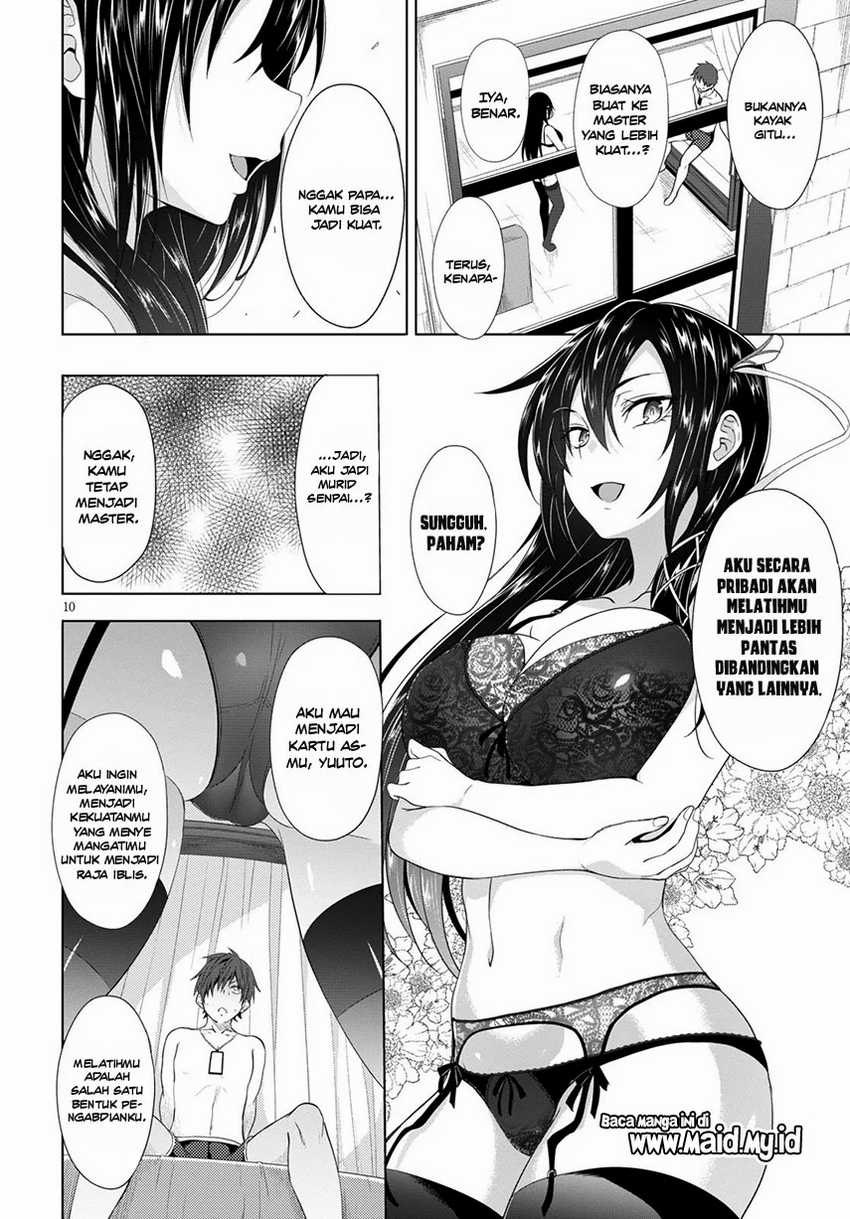 BUKANNYA
KAYAK
GITU...
BIASANYA
BUAT KE
MASTER
YANG LEBIH
KUAT...?
IYA,
BENAR.
TERUS,
KENAPA-
NGGAK PAPA...
KAMU BISA
JADI KUAT.
AKU SECARA
PRIBADI AKAN
MELATIHMU
MENJADI LEBIH
PANTAS
DIBANDINGKAN
YANG LAINNYA.
SUNGGUH.
PAHAM?
...JADI,
AKU JADI
MURID
SENPAI...?
NGGAK,
KAMU
TETAP
MENJADI
MASTER.
10
AKU MAU
MENJADI
KARTU AS-
MU, YUUTO.
AKU INGIN
MELAYANIMU,
MENJADI
KEKUATANMU
YANG MENYE
MANGATIMU
UNTUK MENJADI
RAJA IBLIS.
MELATIHMU
ADALAH
SALAH SATU
BENTUK PE-
NGABDIANKU.
Baca Manga ini di
www.Maid.My.id